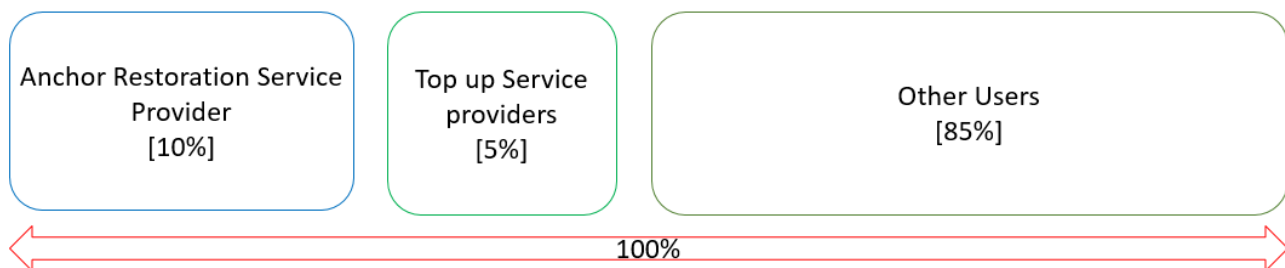 Anchor Restoration Service
Provider
[10%]
Top up Service
providers
[5%]
Other Users
[85%]
100%